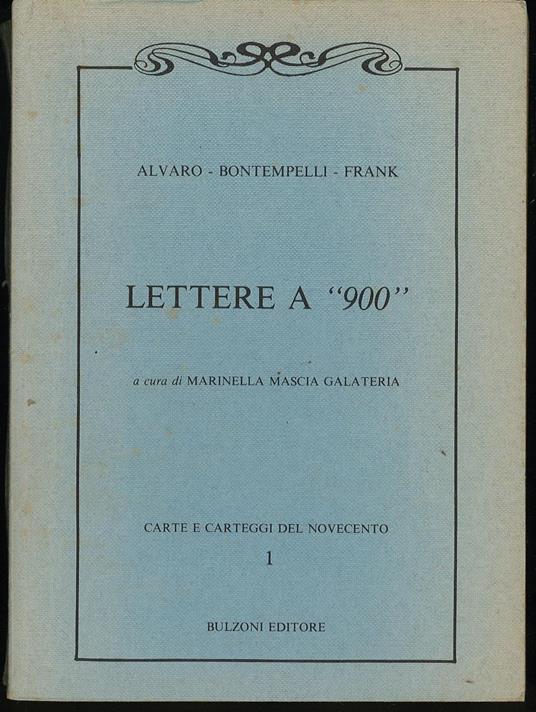 ALVARO - BONTEMPELLI - FRANK
LETTERE A “900”
a cura di MARINELLA MASCIA GALATERIA
CARTE E CARTEGGI DEL NOVECENTO
1
BULZONI EDITORE